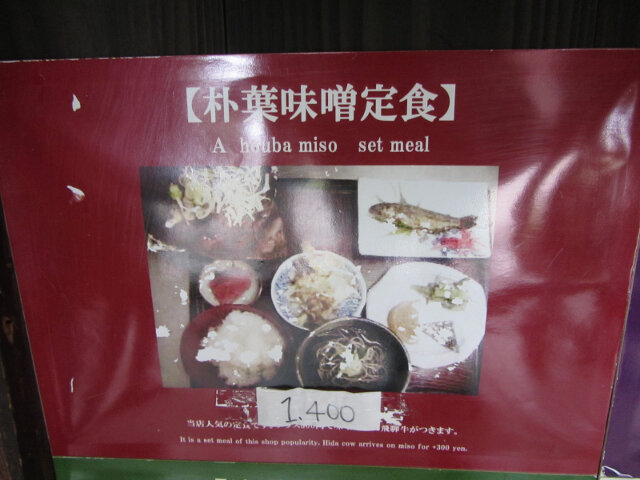 【朴葉味噌定食】
A houba miso set meal
1.400
当店人気の定食で 飛騨牛がつきます。
It is a set meal of this shop popularity. Hida cow arrives on miso for +300 yen.